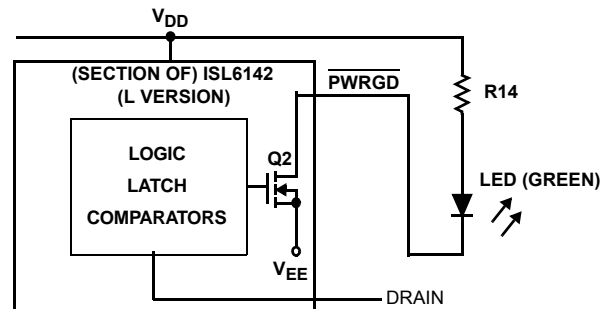 VDD
(SECTION OF) ISL6142
(L VERSION)
PWRGD
R14
LOGIC
LATCH
COMPARATORS
Q2
LED (GREEN)
VEE
DRAIN